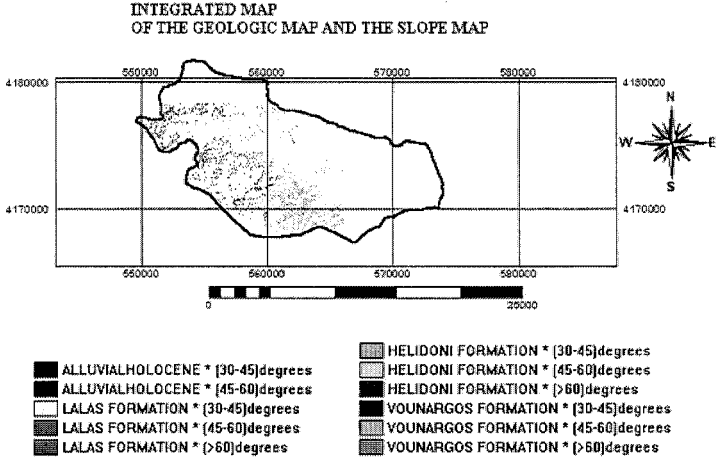 INTEGRATED MAP
OF THE GEOLOGIC MAP AND THE SLOPE MAP
550000 560000 570000 580000
4180000 4180000
N
W E
S
4170000 4170000
550000 560000 570000 580000
0 25000
ALLUVIALHOLOCENE * (30-45)degrees
ALLUVIALHOLOCENE * (45-60)degrees
LALAS FORMATION * (30-45)degrees
LALAS FORMATION * (45-60)degrees
LALAS FORMATION * (>60)degrees
HELIDONI FORMATION * (30-45)degrees
HELIDONI FORMATION * (45-60)degrees
HELIDONI FORMATION * (>60)degrees
VOUNARGOS FORMATION * (30-45)degrees
VOUNARGOS FORMATION * (45-60)degrees
VOUNARGOS FORMATION * (>60)degrees